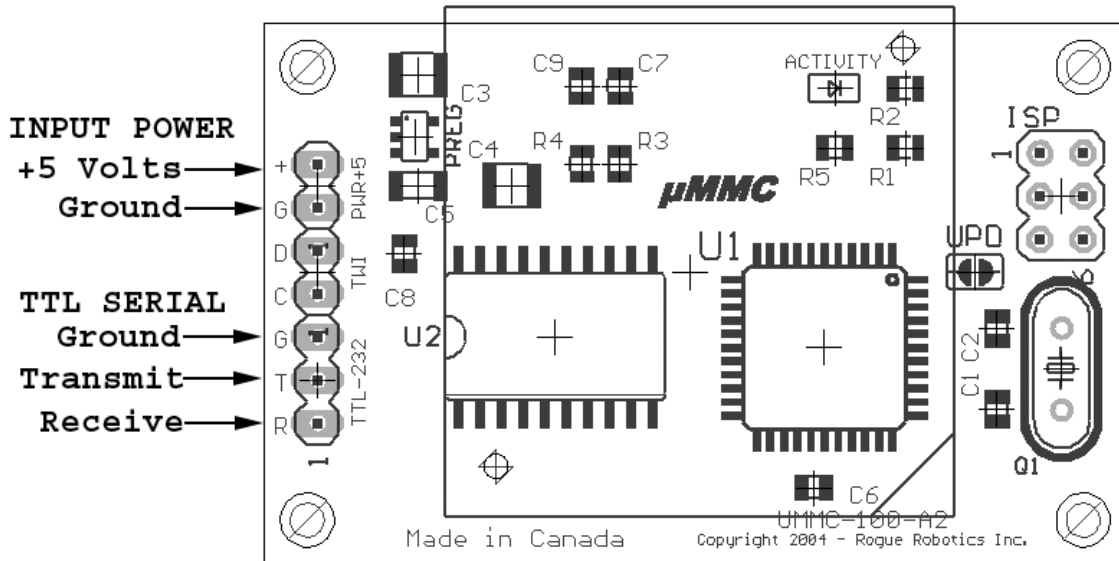 INPUT POWER
+5 Volts
Ground
TTL SERIAL
Ground
Transmit
Receive
+
G
D
C
G
T
R
1
PWR+5
TWI
TTL-232
C3
PREG
C4
C5
C8
C9
C7
R4
R3
ACTIVITY
R2
R5
R1
µMMC
ISP
1
UPD
U1
U2
C2
C1
Q1
C6
UMMC-100-A2
Made in Canada
Copyright 2004 - Rogue Robotics Inc.